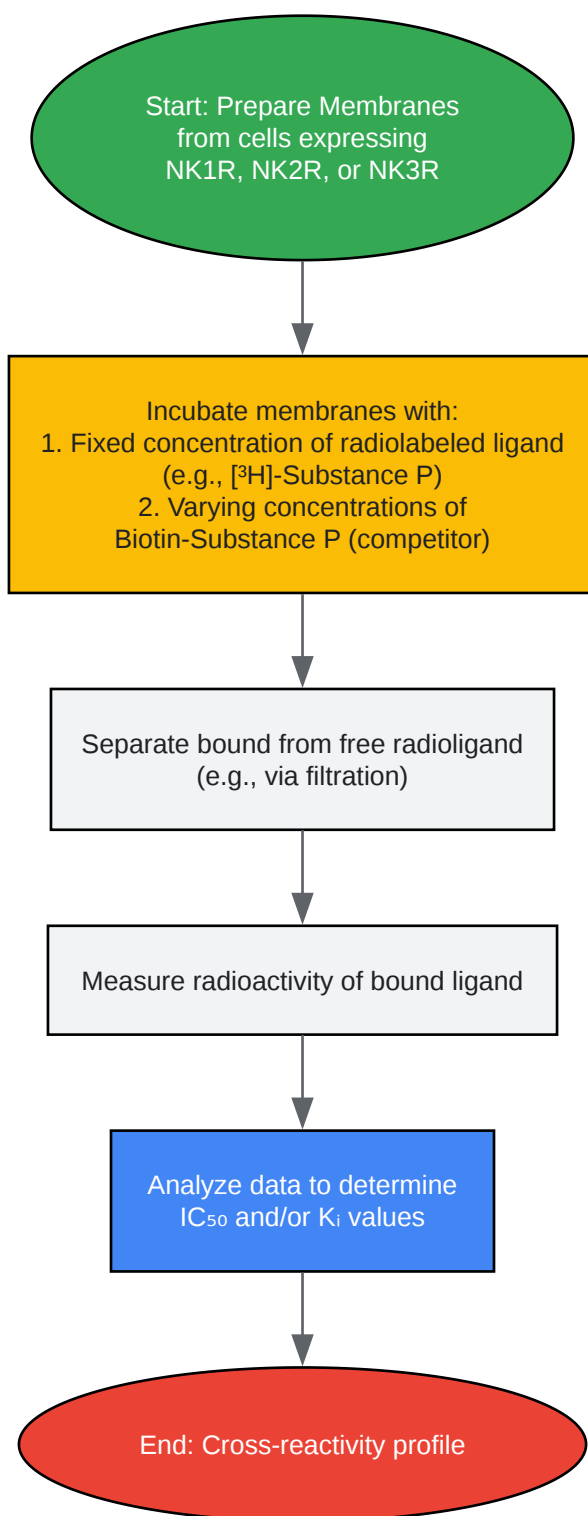 Start: Prepare Membranes
from cells expressing
NK1R, NK2R, or NK3R
Incubate membranes with:
1. Fixed concentration of radiolabeled ligand
(e.g., [³H]-Substance P)
2. Varying concentrations of
Biotin-Substance P (competitor)
Separate bound from free radioligand
(e.g., via filtration)
Measure radioactivity of bound ligand
Analyze data to determine
IC₅₀ and/or Kᵢ values
End: Cross-reactivity profile